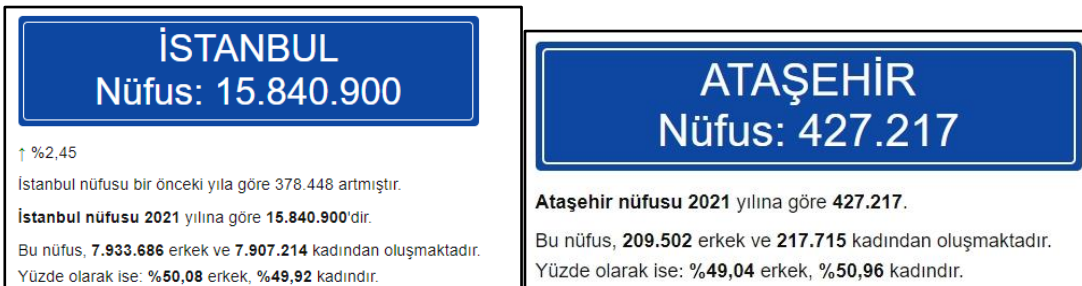 İSTANBUL
Nüfus: 15.840.900
↑ %2,45
İstanbul nüfusu bir önceki yıla göre 378.448 artmıştır.
İstanbul nüfusu 2021 yılına göre 15.840.900'dir.
Bu nüfus, 7.933.686 erkek ve 7.907.214 kadından oluşmaktadır.
Yüzde olarak ise: %50,08 erkek, %49,92 kadındır.
ATAŞEHİR
Nüfus: 427.217
Ataşehir nüfusu 2021 yılına göre 427.217.
Bu nüfus, 209.502 erkek ve 217.715 kadından oluşmaktadır.
Yüzde olarak ise: %49,04 erkek, %50,96 kadındır.